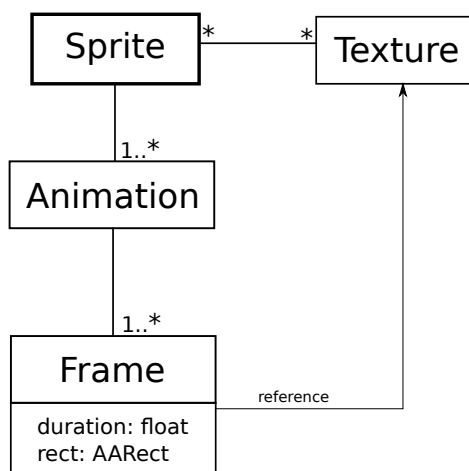 Sprite
* *
Texture
1..*
Animation
1..*
Frame
reference
duration: float
rect: AARect